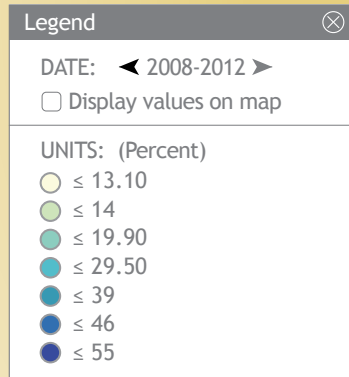 Legend
DATE: 2008-2012
Display values on map
UNITS: (Percent)
≤ 13.10
≤ 14
≤ 19.90
≤ 29.50
≤ 39
≤ 46
≤ 55